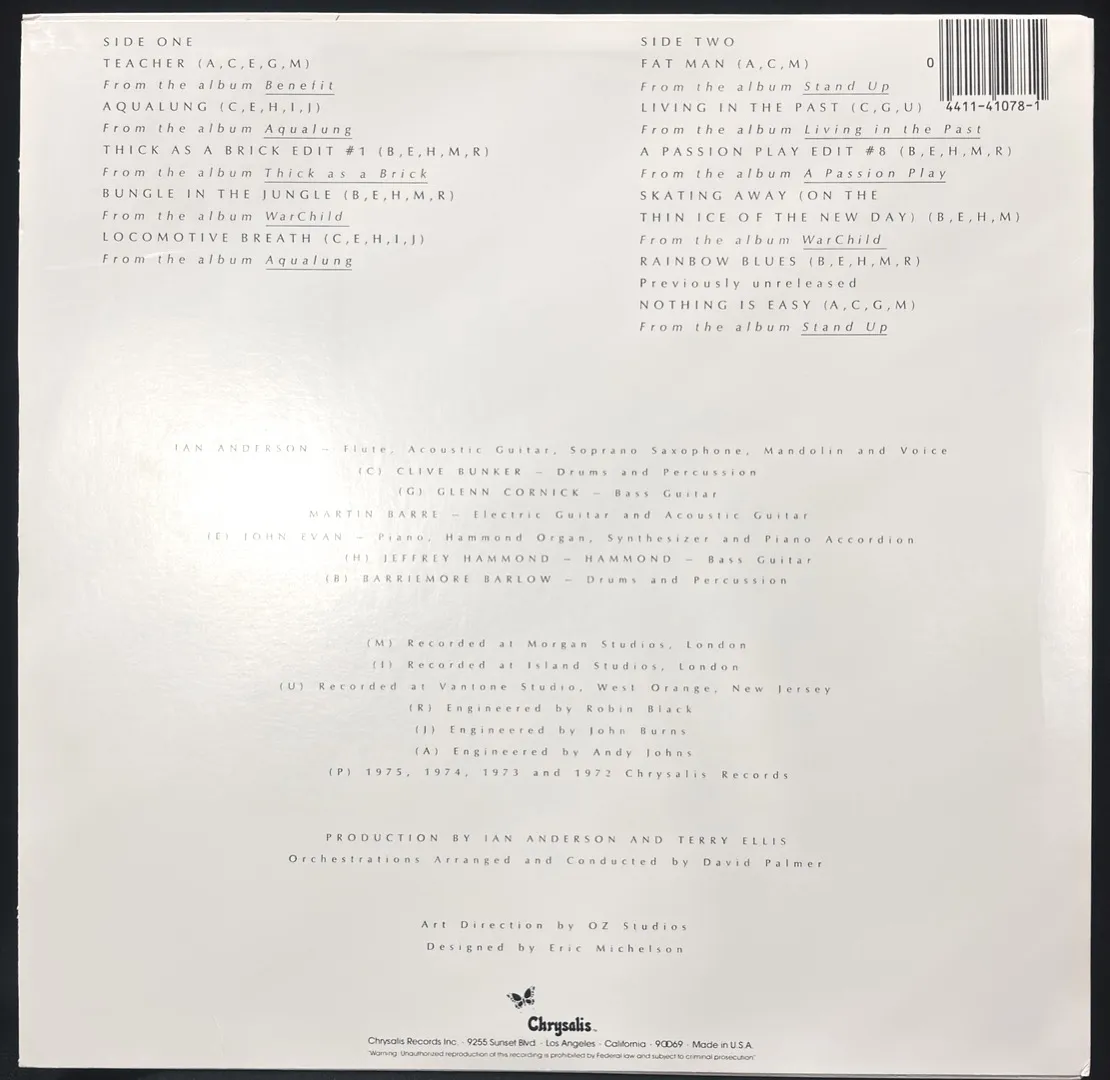 SIDE ONE
TEACHER (A,C,E,G,M)
From the album Benefit
AQUALUNG (C,E,H,I,J)
From the album Aqualung
THICK AS A BRICK EDIT #1 (B,E,H,M,R)
From the album Thick as a Brick
BUNGLE IN THE JUNGLE (B,E,H,M,R)
From the album WarChild
LOCOMOTIVE BREATH (C,E,H,I,J)
From the album Aqualung
SIDE TWO
FAT MAN (A,C,M)
From the album Stand Up
LIVING IN THE PAST (C,G,U)
From the album Living in the Past
A PASSION PLAY EDIT #8 (B,E,H,M,R)
From the album A Passion Play
SKATING AWAY (ON THE
THIN ICE OF THE NEW DAY) (B,E,H,M)
From the album WarChild
RAINBOW BLUES (B,E,H,M,R)
Previously unreleased
NOTHING IS EASY (A,C,G,M)
From the album Stand Up
0
4411-41078-1
IAN ANDERSON – Flute, Acoustic Guitar, Soprano Saxophone, Mandolin and Voice
(C) CLIVE BUNKER – Drums and Percussion
(G) GLENN CORNICK – Bass Guitar
MARTIN BARRE – Electric Guitar and Acoustic Guitar
(E) JOHN EVAN – Piano, Hammond Organ, Synthesizer and Piano Accordion
(H) JEFFREY HAMMOND – HAMMOND – Bass Guitar
(B) BARRIEMORE BARLOW – Drums and Percussion
(M) Recorded at Morgan Studios, London
(I) Recorded at Island Studios, London
(U) Recorded at Vantone Studio, West Orange, New Jersey
(R) Engineered by Robin Black
(J) Engineered by John Burns
(A) Engineered by Andy Johns
(P) 1975, 1974, 1973 and 1972 Chrysalis Records
PRODUCTION BY IAN ANDERSON AND TERRY ELLIS
Orchestrations Arranged and Conducted by David Palmer
Art Direction by OZ Studios
Designed by Eric Michelson
Chrysalis™
Chrysalis Records Inc. · 9255 Sunset Blvd · Los Angeles · California · 90069 · Made in U.S.A.
"Warning: Unauthorized reproduction of this recording is prohibited by Federal law and subject to criminal prosecution"